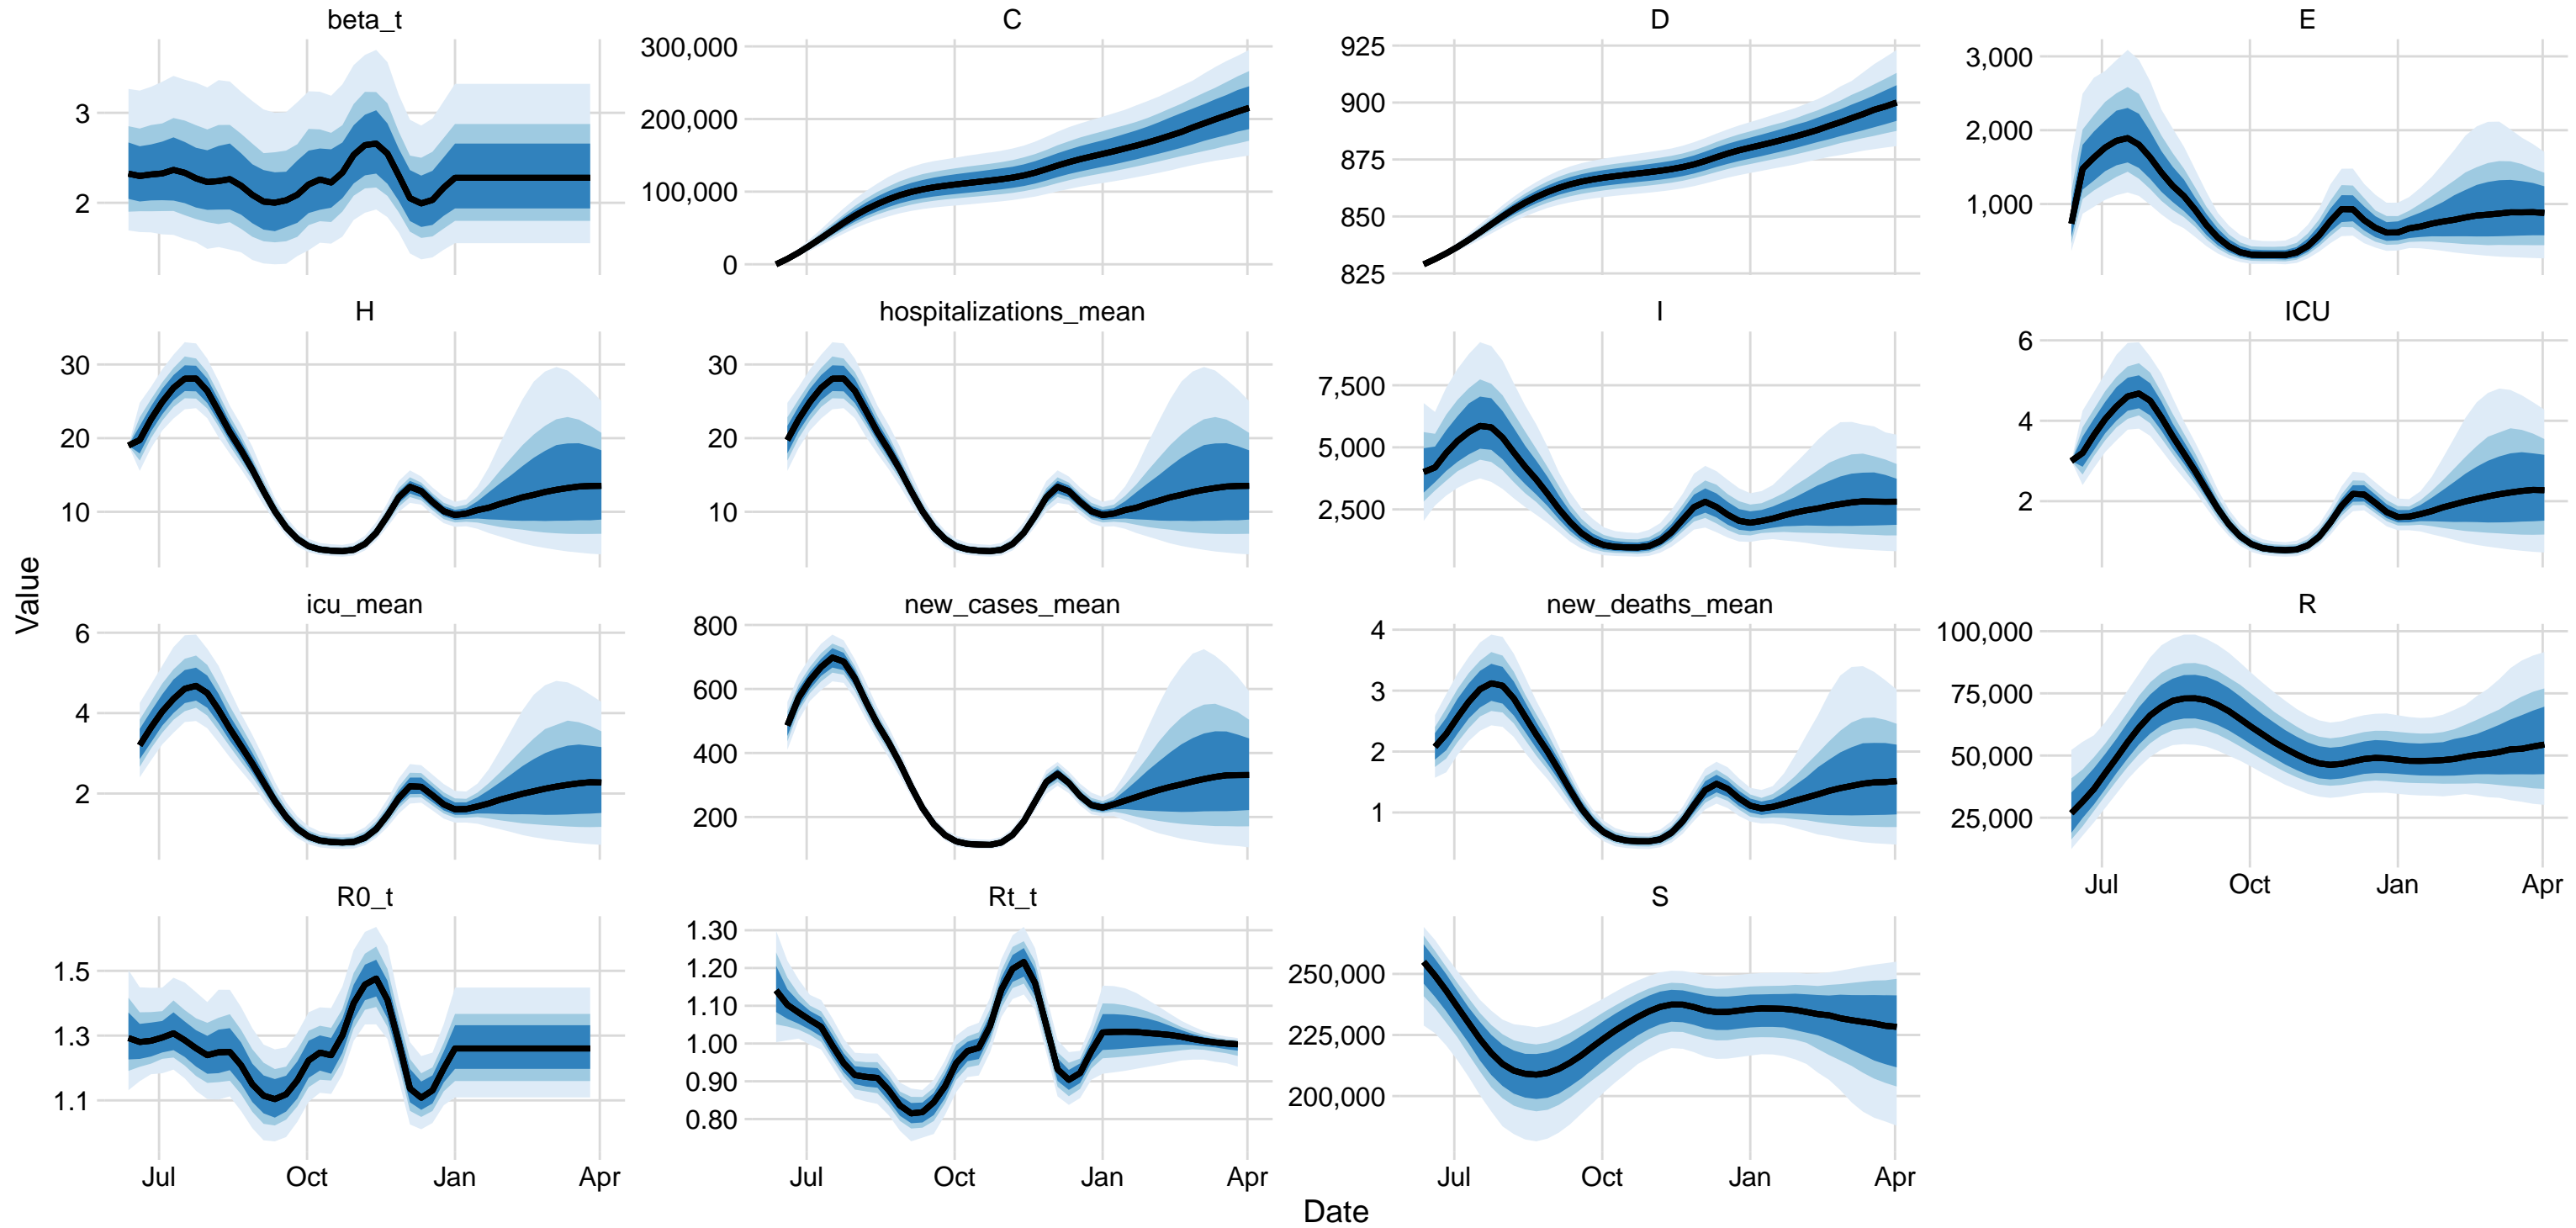 beta_t
C
D
E
3
2
300,000
200,000
100,000
0
925
900
875
850
825
3,000
2,000
1,000
H
hospitalizations_mean
I
ICU
30
20
10
30
20
10
7,500
5,000
2,500
6
4
2
Value
icu_mean
new_cases_mean
new_deaths_mean
R
6
4
2
800
600
400
200
4
3
2
1
100,000
75,000
50,000
25,000
Jul Oct Jan Apr
R0_t
Rt_t
S
1.5
1.3
1.1
1.30
1.20
1.10
1.00
0.90
0.80
250,000
225,000
200,000
Jul Oct Jan Apr
Jul Oct Jan Apr
Jul Oct Jan Apr
Date